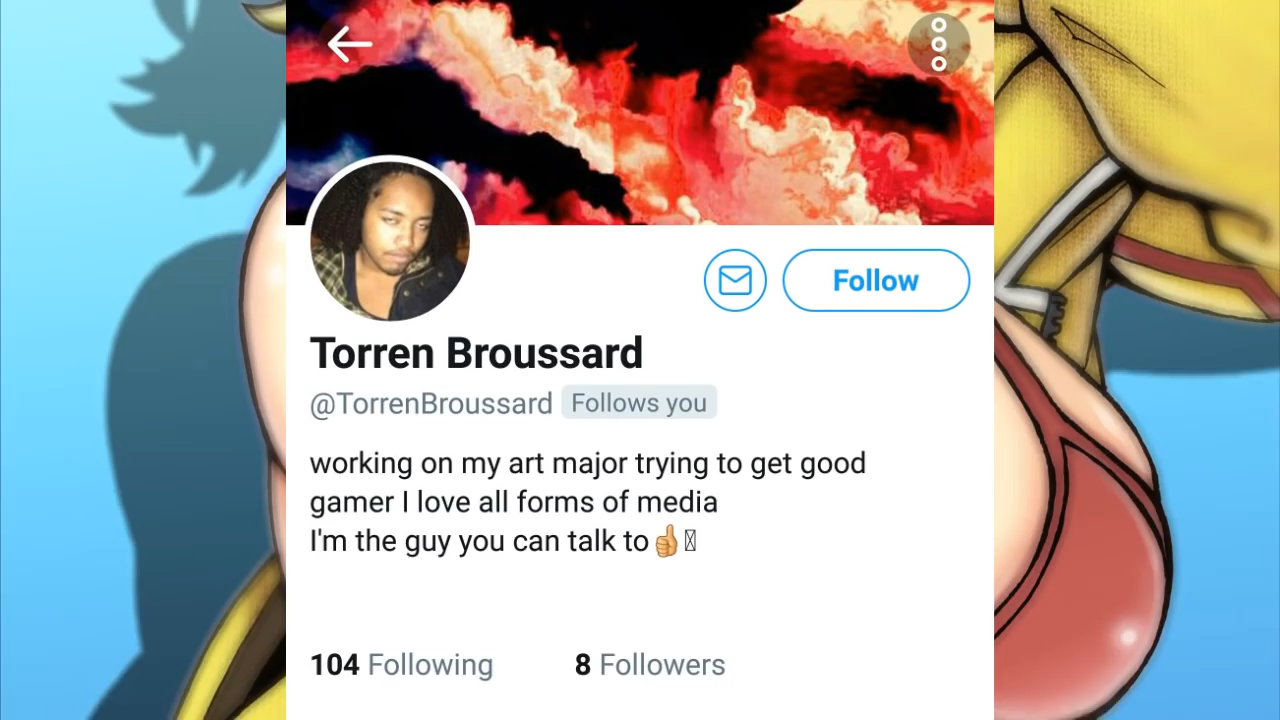 Follow
Torren Broussard
@TorrenBroussard Follows you
working on my art major trying to get good
gamer I love all forms of media
I'm the guy you can talk to👍
104 Following 8 Followers